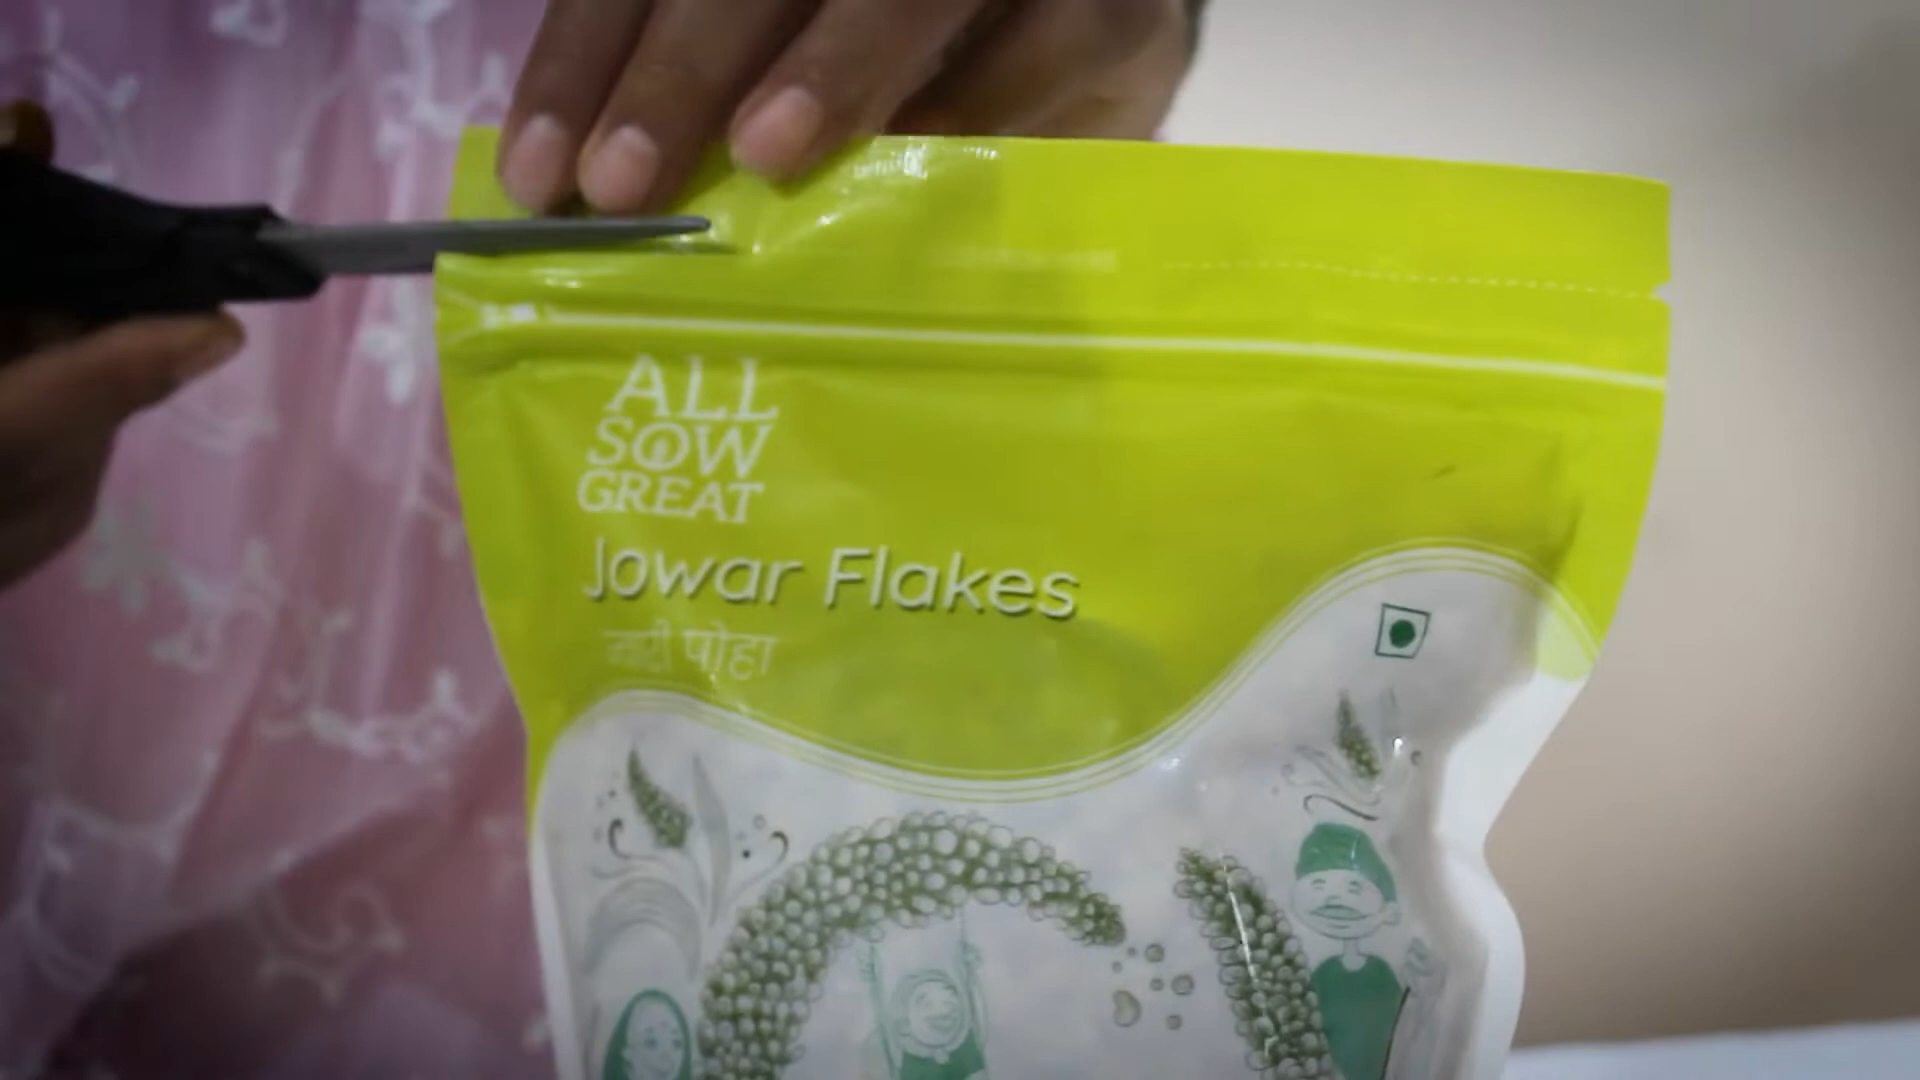 ALL
SOW
GREAT
Jowar Flakes
पोहा